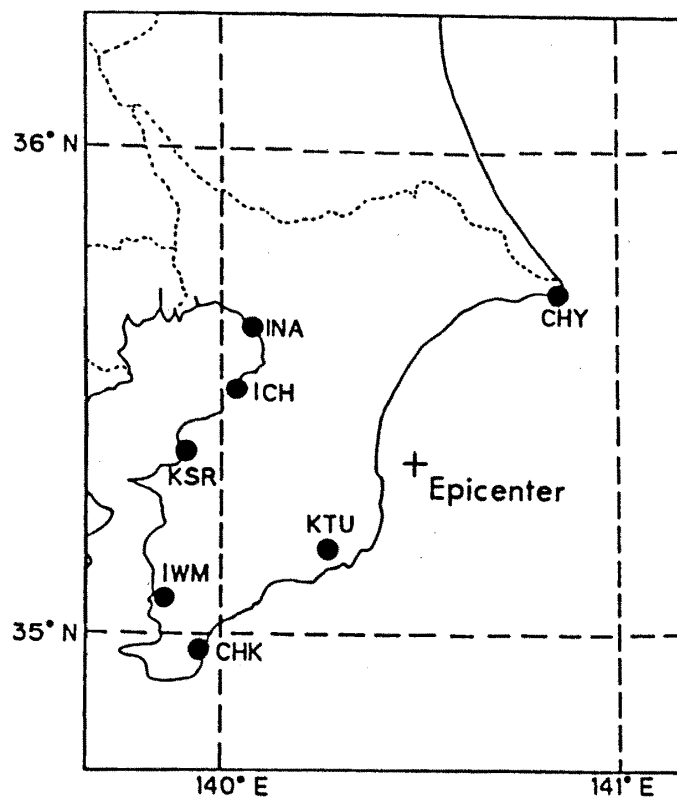 36° N
INA
CHY
ICH
KSR
Epicenter
KTU
IWM
35° N
CHK
140° E
141° E